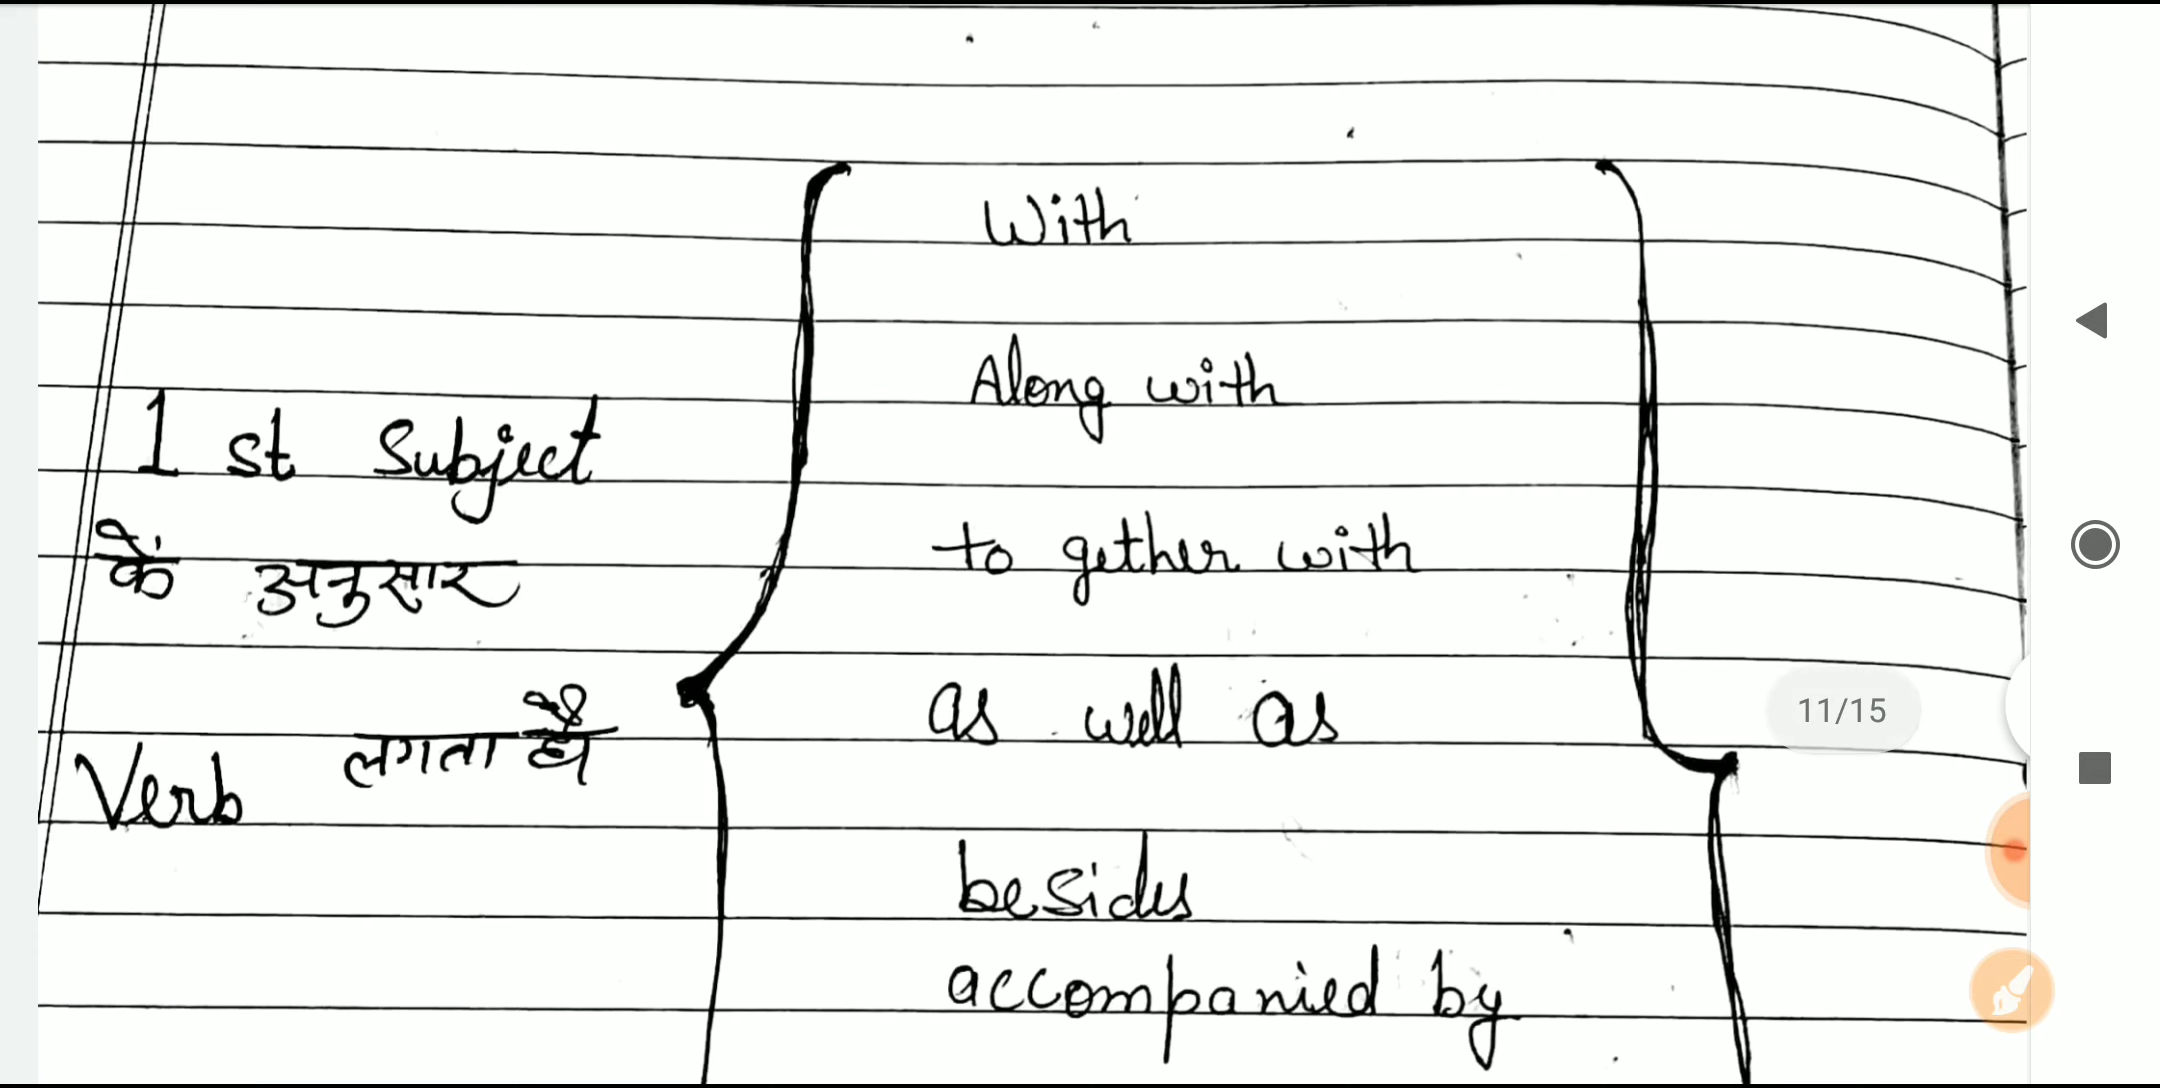 With
Along with
1 st Subject
के अनुसार
to gether with
लगता है
as well as
Verb
11/15
besides
accompanied by